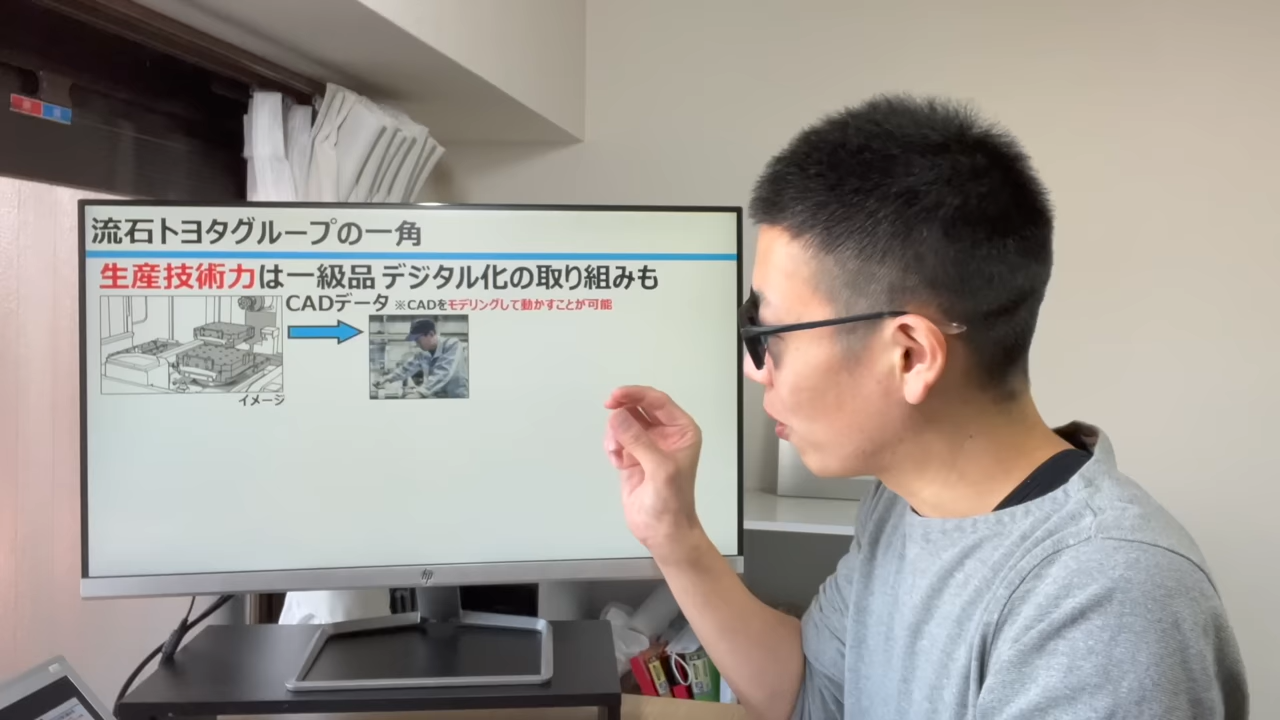 流石トヨタグループの一角
生産技術力は一級品 デジタル化の取り組みも
CADデータ ※CADをモデリングして動かすことが可能
イメージ
hp